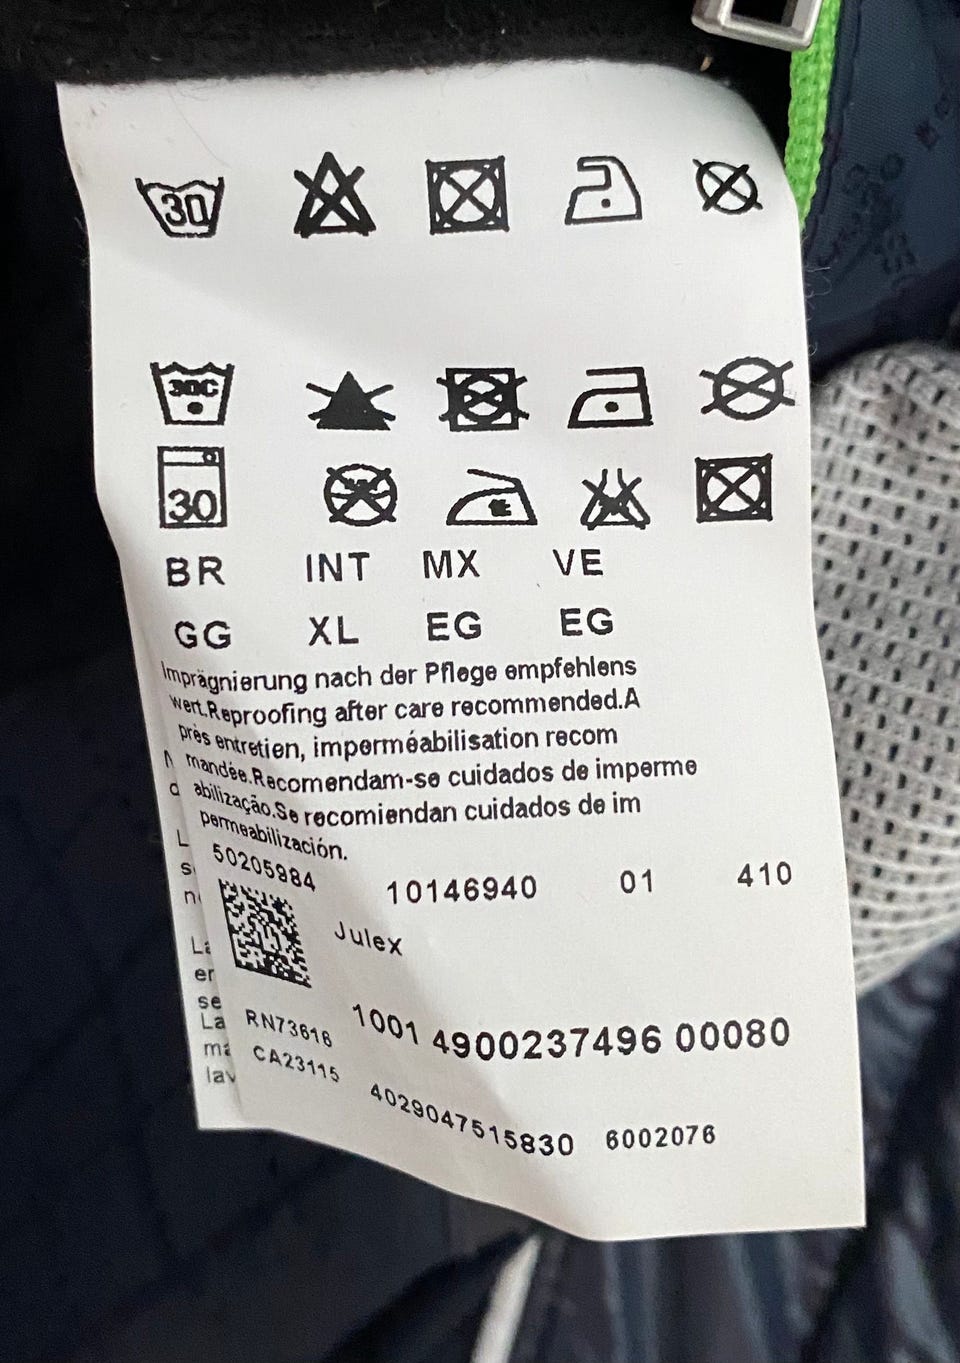 30
30C
30
BR INT MX VE
GG XL EG EG
Imprägnierung nach der Pflege empfehlens
wert.Reproofing after care recommended.A
près entretien, imperméabilisation recom
mandée.Recomendam-se cuidados de imperme
abilização.Se recomiendan cuidados de im
permeabilización.
50205984 10146940 01 410
Julex
1001 4900237496 00080
RN73616
CA23115
4029047515830 6002076